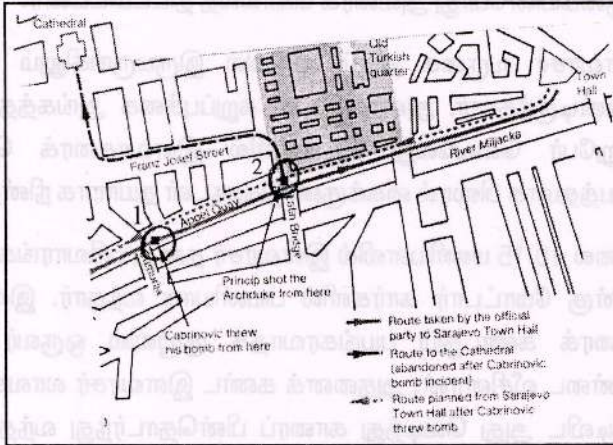 Cathedral
Old
Turkish
quarter
Town
Hall
Franz Josef Street
2
River Miljacka
Appel Quay
1
Princip shot the
Archduke from here
Cabrinovic threw
his bomb from here
Route taken by the official
party to Sarajevo Town Hall
Route to the Cathedral
(abandoned after Cabrinovic
bomb incident)
Route planned from Sarajevo
Town Hall after Cabrinovic
threw bomb